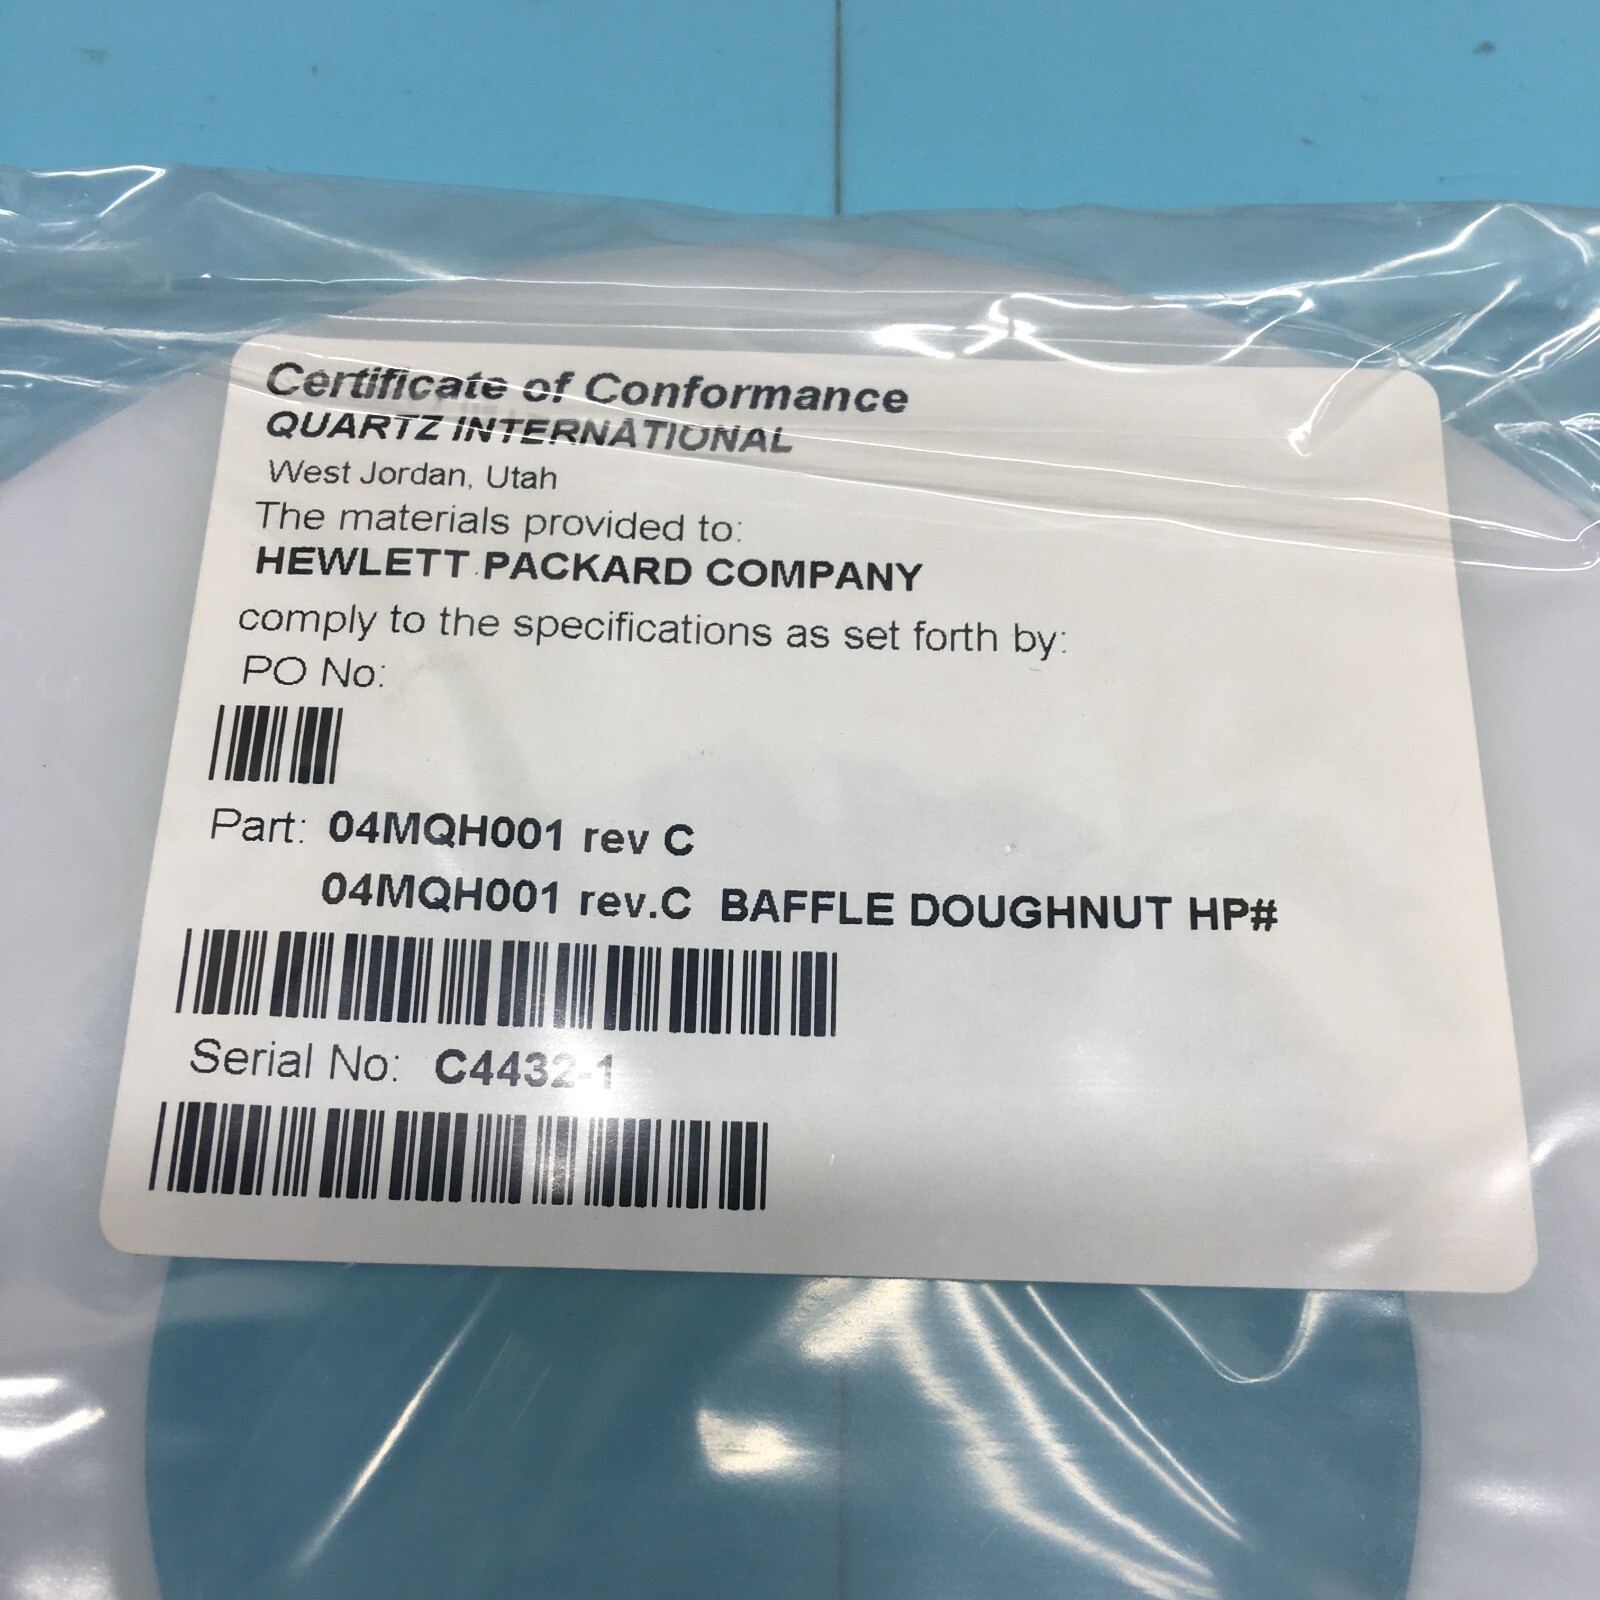 Certificate of Conformance
QUARTZ INTERNATIONAL
West Jordan, Utah
The materials provided to:
HEWLETT PACKARD COMPANY
comply to the specifications as set forth by:
PO No:
Part: 04MQH001 rev C
04MQH001 rev.C BAFFLE DOUGHNUT HP#
Serial No: C4432-1